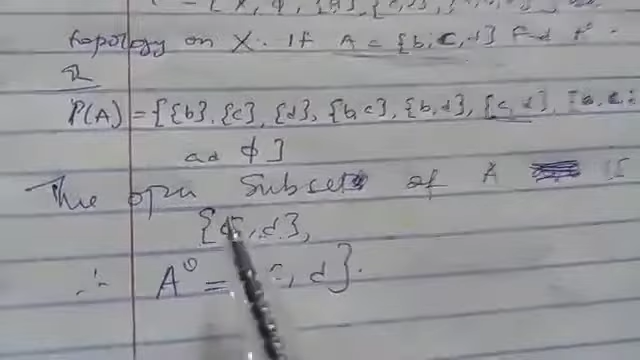 = {X, ϕ, {a}, {c,d},
topology on X. If A = {b, c, d} Find A° .
P(A) = {{b}, {c}, {d}, {b,c}, {b,d}, {c,d},
and ϕ }
The open subsets of A is
{c, d},
∴ A° = c, d}.